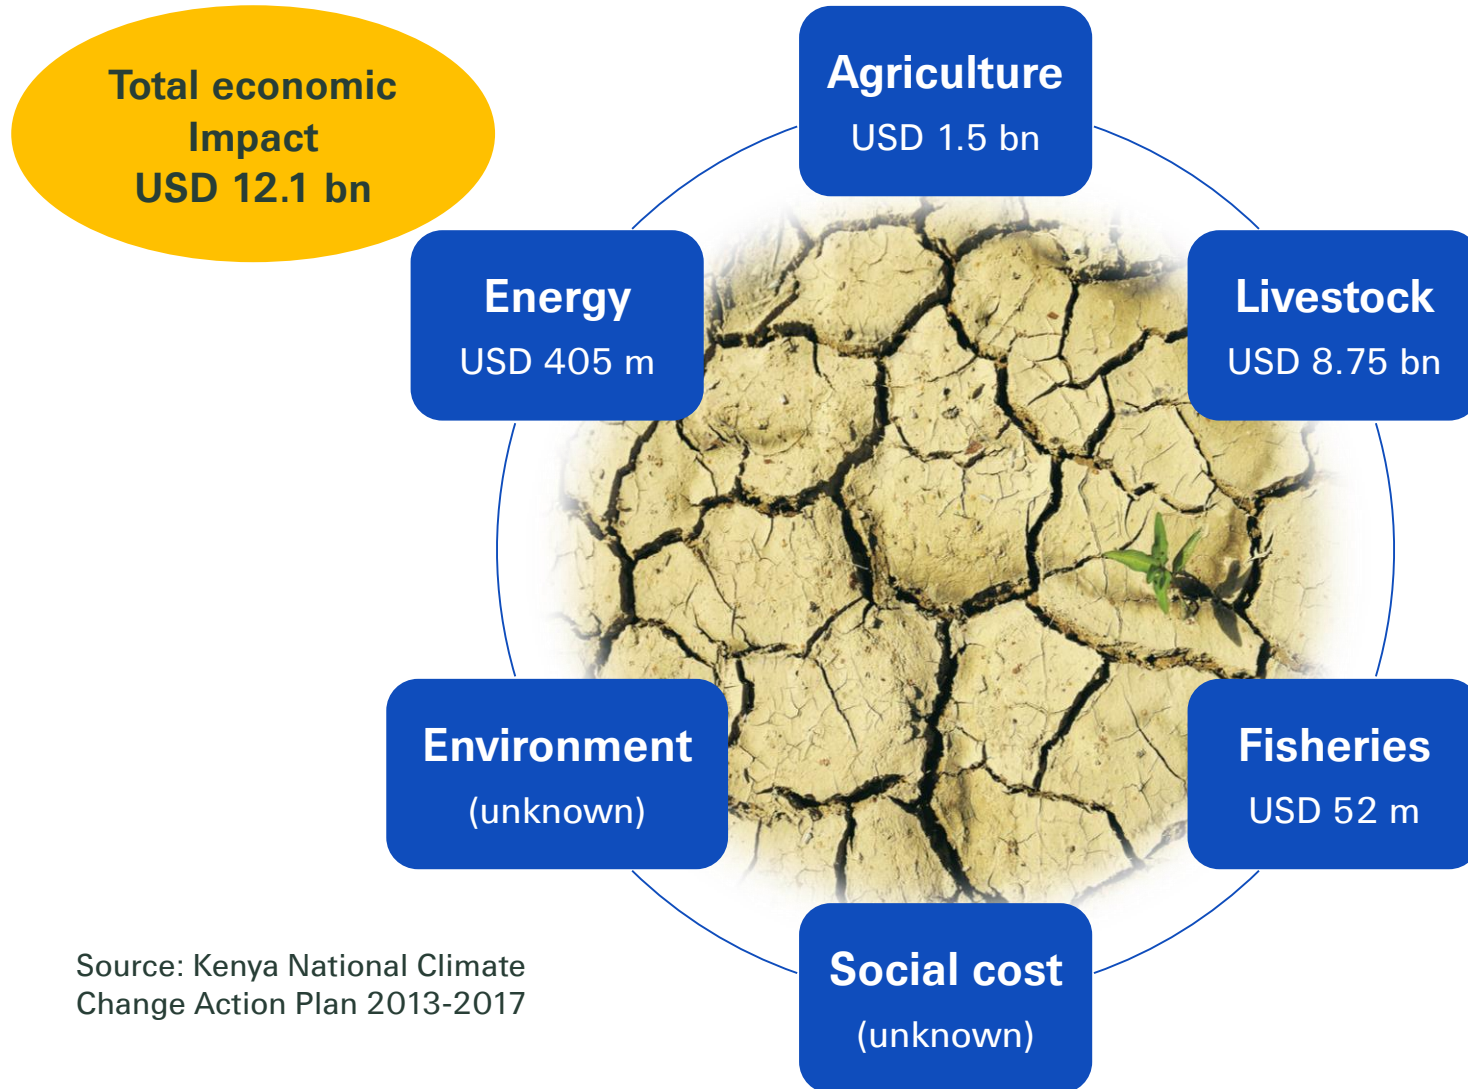 Total economic
Impact
USD 12.1 bn
Agriculture
USD 1.5 bn
Energy
USD 405 m
Livestock
USD 8.75 bn
Environment
(unknown)
Fisheries
USD 52 m
Social cost
(unknown)
Source: Kenya National Climate
Change Action Plan 2013-2017